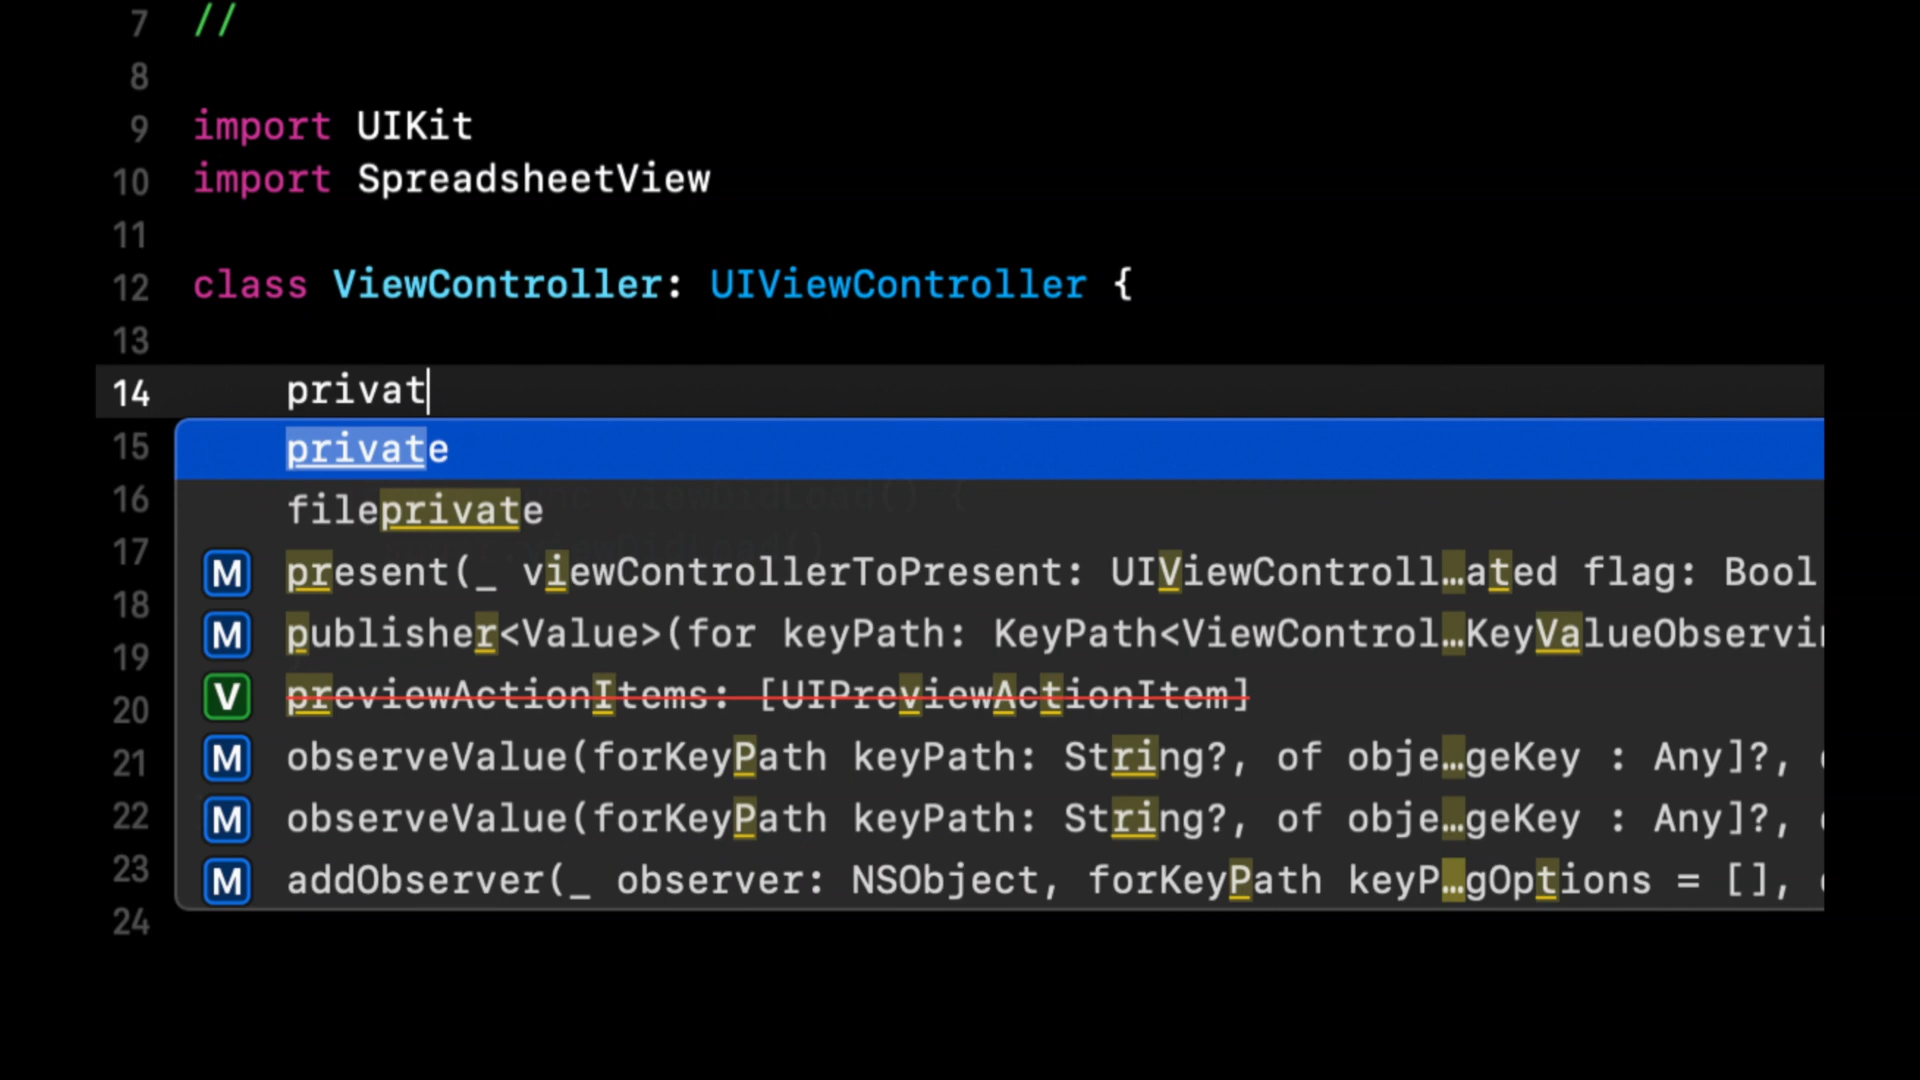 7 //
8
9 import UIKit
10 import SpreadsheetView
11
12 class ViewController: UIViewController {
13
14 privat
15 private
16 fileprivate
17 M present(_ viewControllerToPresent: UIViewControll…ated flag: Bool
18 M publisher<Value>(for keyPath: KeyPath<ViewControl…KeyValueObservin
19
20 V previewActionItems: [UIPreviewActionItem]
21 M observeValue(forKeyPath keyPath: String?, of obje…geKey : Any]?, c
22 M observeValue(forKeyPath keyPath: String?, of obje…geKey : Any]?, c
23 M addObserver(_ observer: NSObject, forKeyPath keyP…gOptions = [], c
24